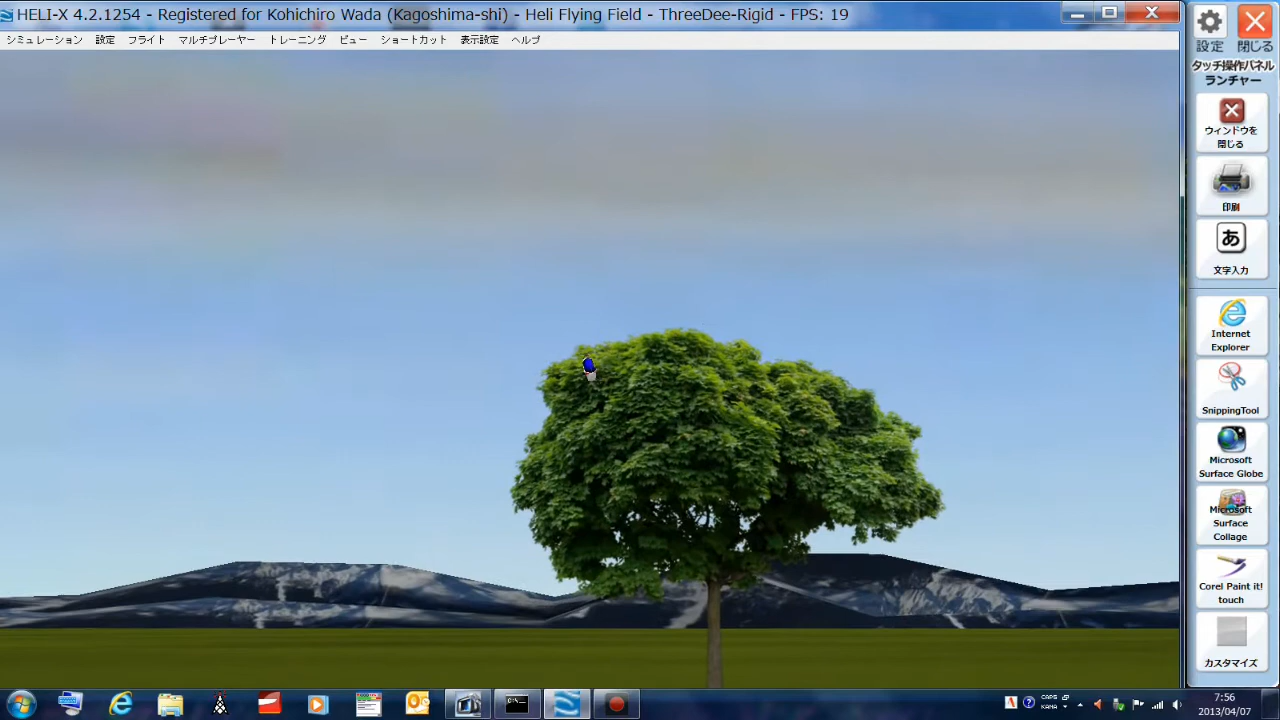 HELI-X 4.2.1254 - Registered for Kohichiro Wada (Kagoshima-shi) - Heli Flying Field - ThreeDee-Rigid - FPS: 19
シミュレーション 設定 フライト マルチプレーヤー トレーニング ビュー ショートカット 表示設定 ヘルプ
設定 閉じる
タッチ操作パネル
ランチャー
ウィンドウを
閉じる
印刷
あ
文字入力
Internet
Explorer
SnippingTool
Microsoft
Surface Globe
Microsoft
Surface
Collage
Corel Paint it!
touch
カスタマイズ
A
CAPS
KANA
7:56
2013/04/07